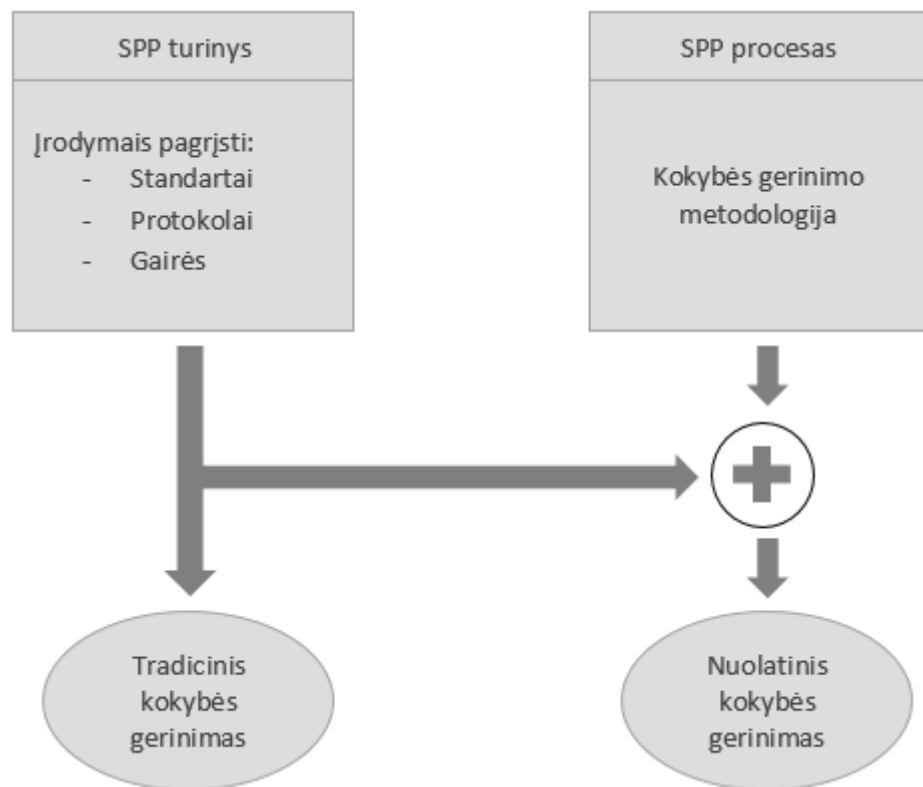 SPP turinys
Įrodymais pagrįsti:
- Standartai
- Protokolai
- Gairės
SPP procesas
Kokybės gerinimo
metodologija
Tradicinis
kokybės
gerinimas
Nuolatinis
kokybės
gerinimas